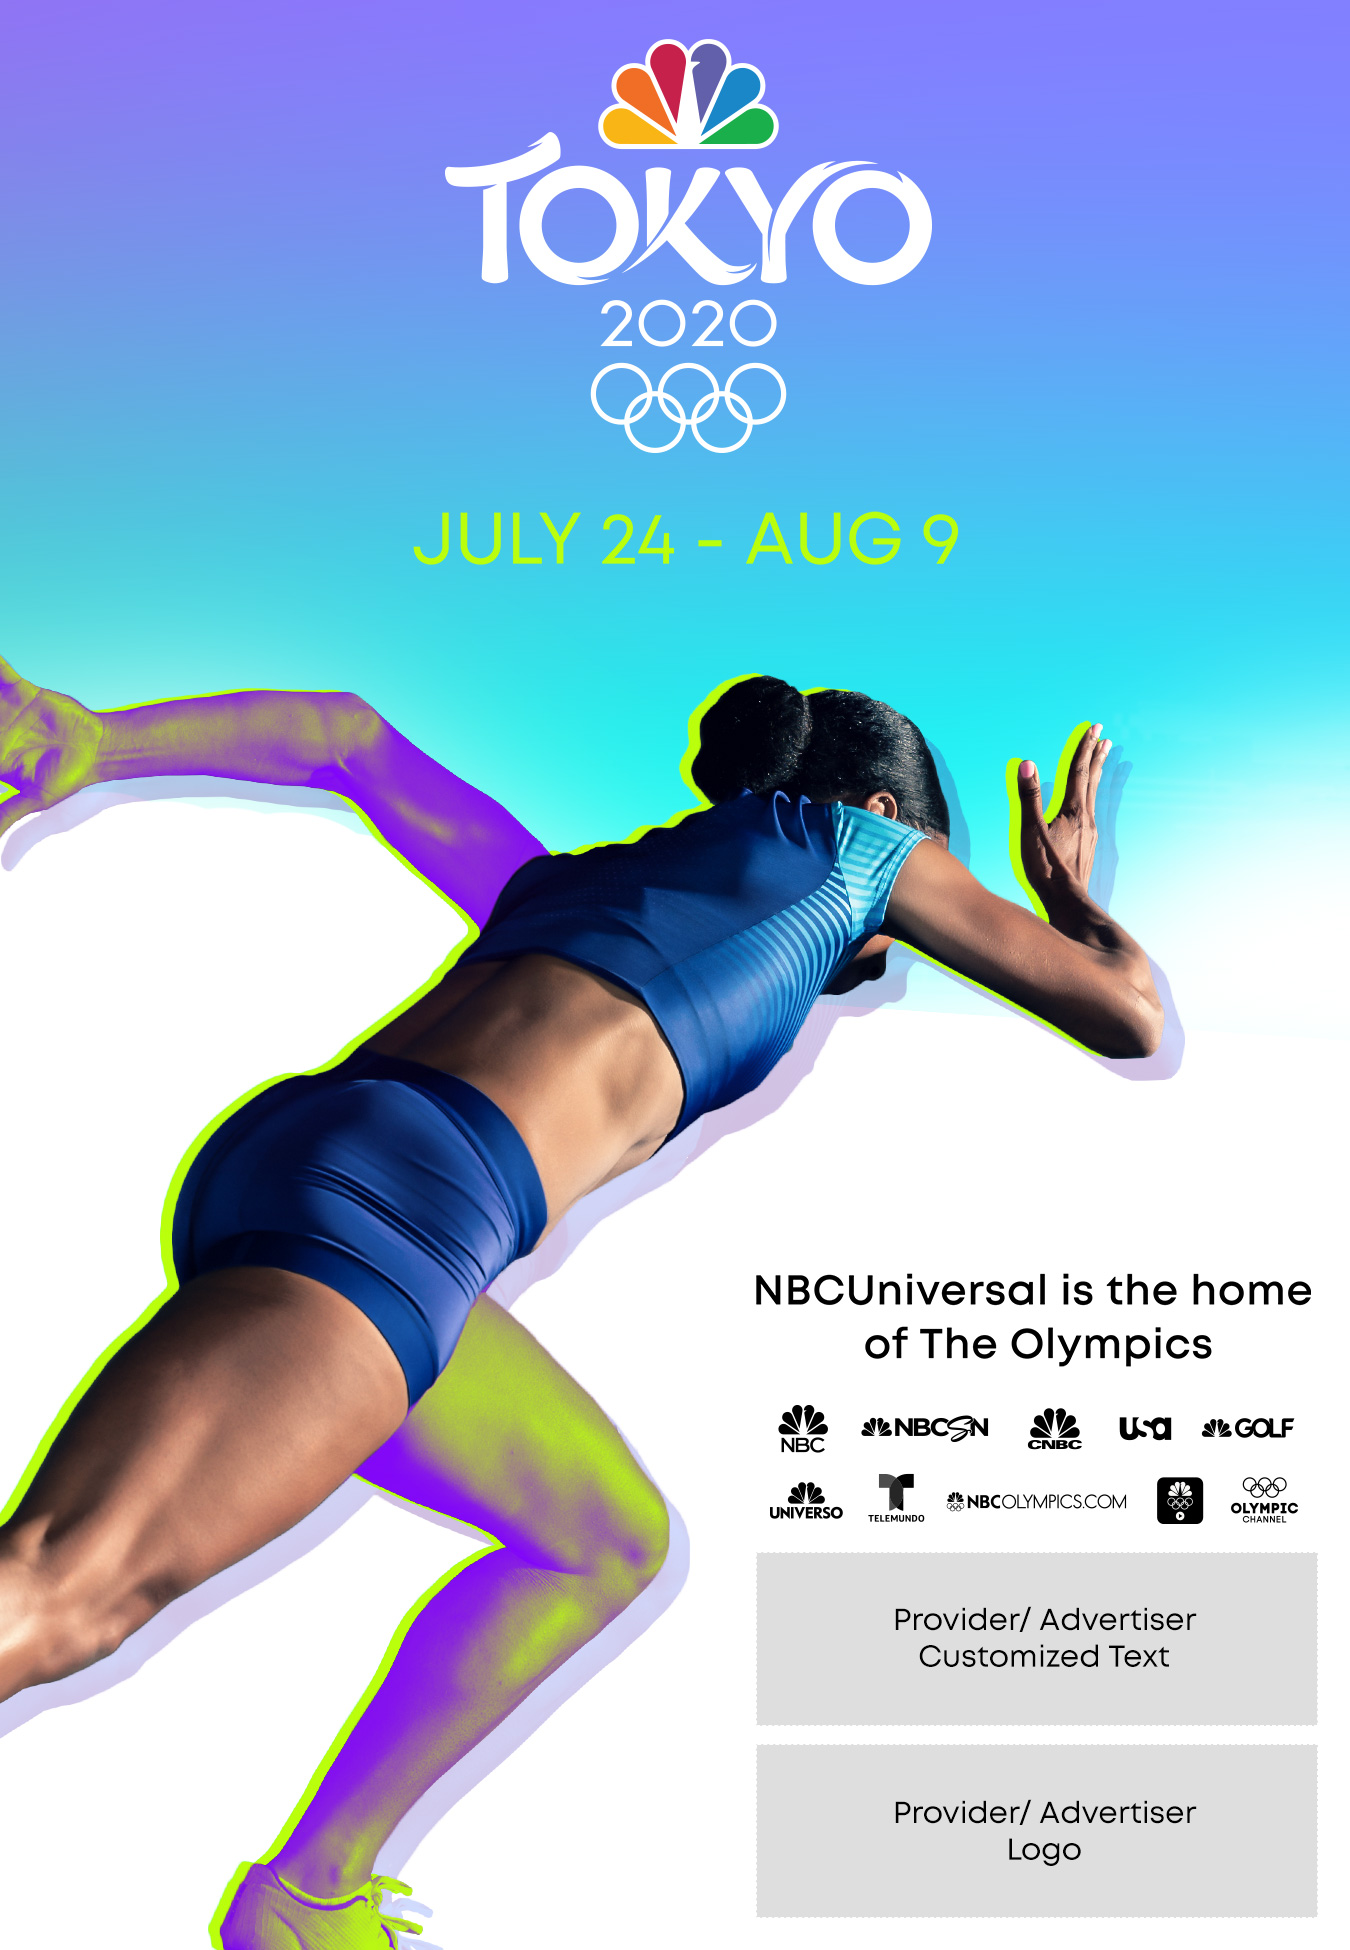 TOKYO
2020
JULY 24 - AUG 9
NBCUniversal is the home
of The Olympics
NBC NBCSN CNBC USA GOLF
UNIVERSO TELEMUNDO NBCOLYMPICS.COM OLYMPIC CHANNEL
Provider/ Advertiser
Customized Text
Provider/ Advertiser
Logo